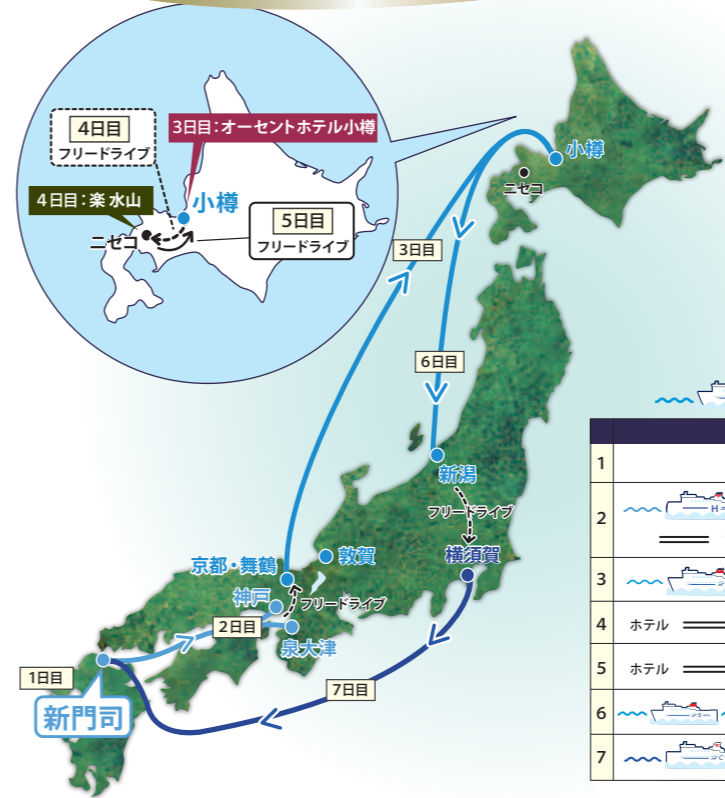 4日目
フリードライブ
3日目：オーセントホテル小樽
4日目：楽 水山
小樽
ニセコ
5日目
フリードライブ
小樽
ニセコ
3日目
6日目
新潟
フリードライブ
横須賀
敦賀
京都・舞鶴
神戸
フリードライブ
2日目
泉大津
1日目
新門司
7日目
1
2
H
3
4 ホテル
5 ホテル
6
7